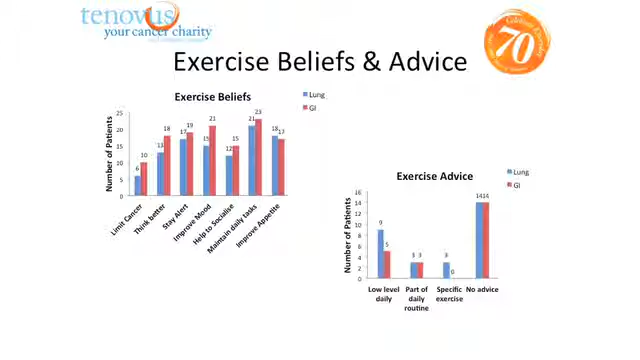 tenovus
your cancer charity
70
Exercise Beliefs & Advice
Exercise Beliefs
Lung
GI
Number of Patients
25
20
15
10
5
0
6
10
13
18
17
19
15
21
12
15
21
23
18
17
Limit Cancer
Think better
Stay Alert
Improve Mood
Help to Socialise
Maintain daily tasks
Improve Appetite
Exercise Advice
Lung
GI
Number of Patients
16
14
12
10
8
6
4
2
0
9
5
3
3
3
0
14
14
Low level daily
Part of daily routine
Specific exercise
No advice